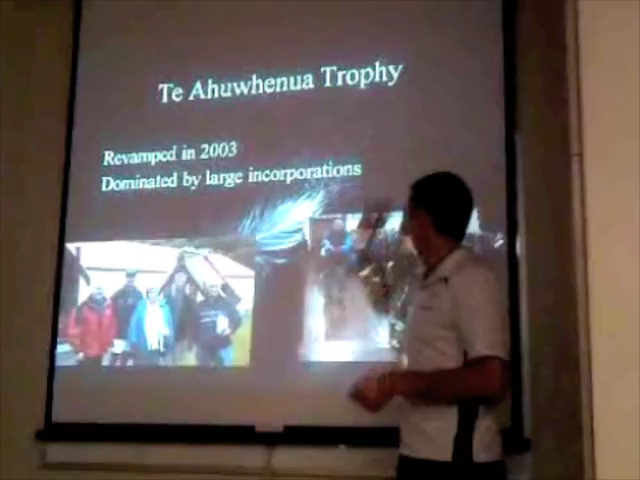 Te Ahuwhenua Trophy
Revamped in 2003
Dominated by large incorporations